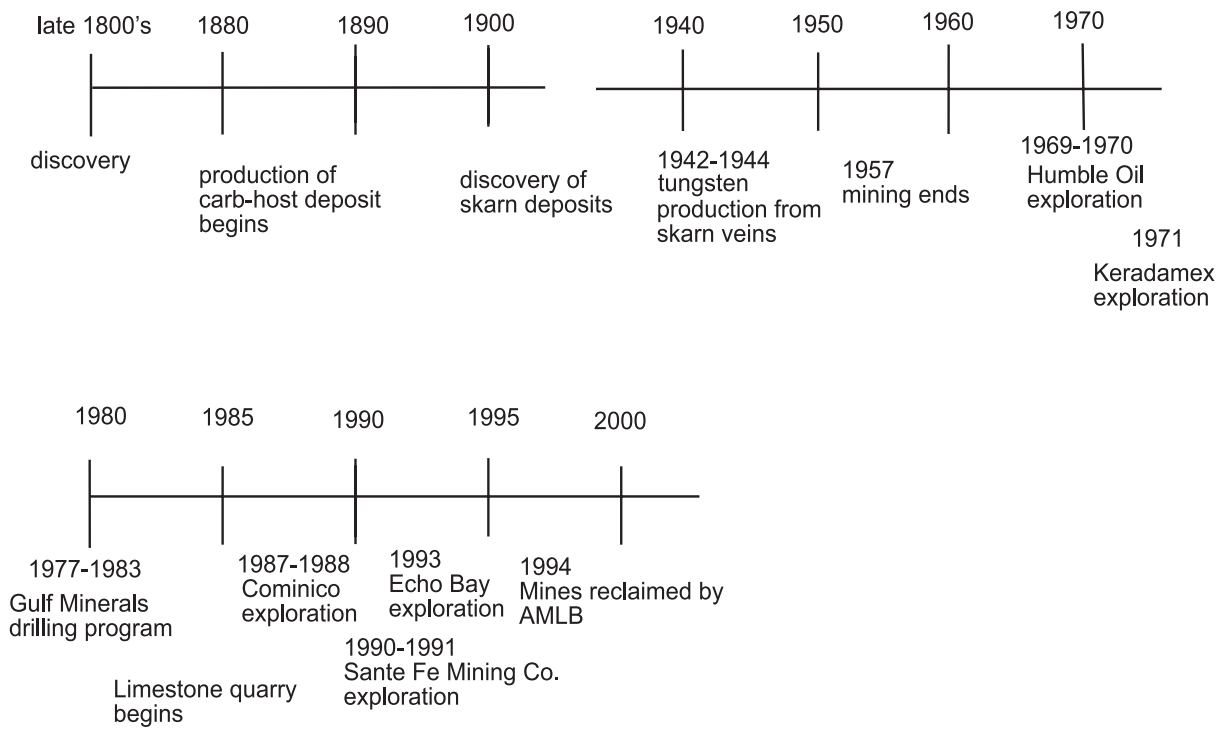 late 1800's 1880 1890 1900 1940 1950 1960 1970
discovery
production of
carb-host deposit
begins
discovery of
skarn deposits
1942-1944
tungsten
production from
skarn veins
1957
mining ends
1969-1970
Humble Oil
exploration
1971
Keradamex
exploration
1980 1985 1990 1995 2000
1977-1983
Gulf Minerals
drilling program
Limestone quarry
begins
1987-1988
Cominico
exploration
1990-1991
Sante Fe Mining Co.
exploration
1993
Echo Bay
exploration
1994
Mines reclaimed by
AMLB